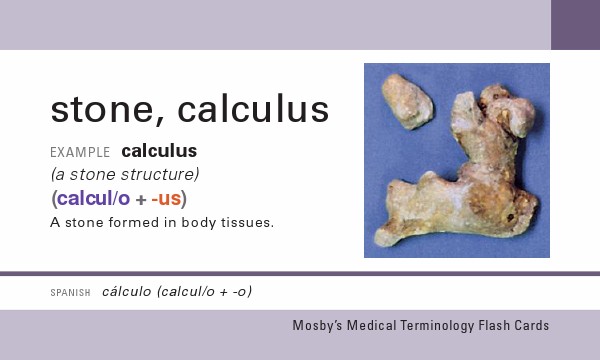 stone, calculus
EXAMPLE calculus
(a stone structure)
(calcul/o + -us)
A stone formed in body tissues.
SPANISH cálculo (calcul/o + -o)
Mosby’s Medical Terminology Flash Cards